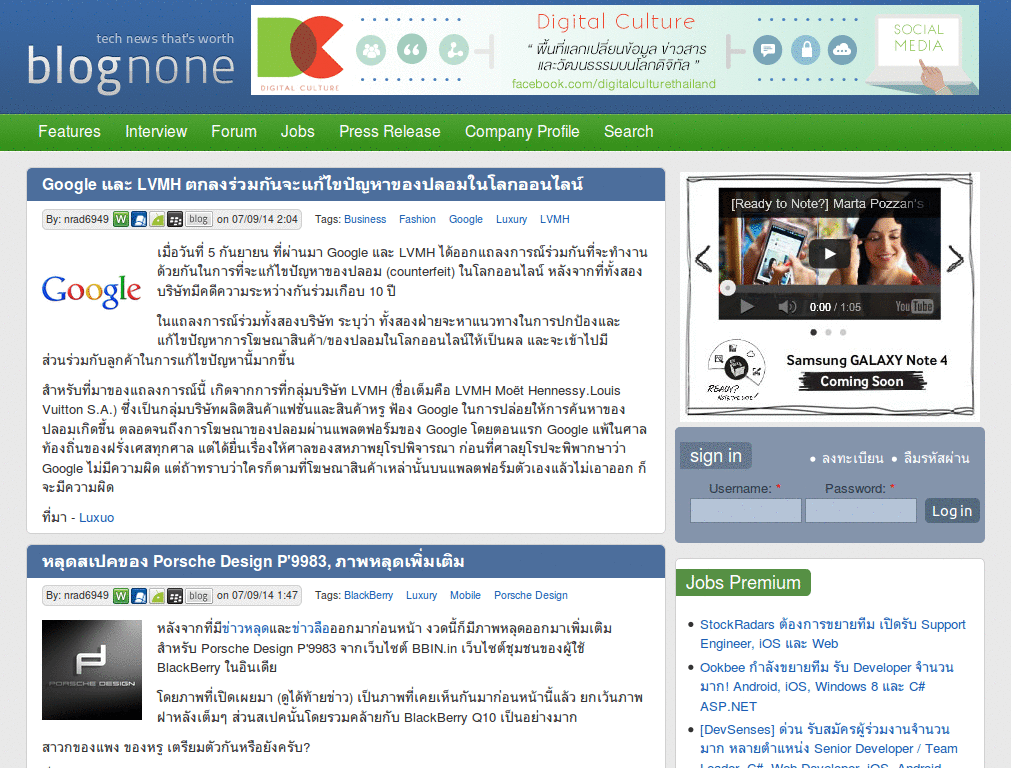 tech news that's worth
blognone
DIGITAL CULTURE
Digital Culture
“ พื้นที่แลกเปลี่ยนข้อมูล ข่าวสาร
และวัฒนธรรมบนโลกดิจิทัล ”
facebook.com/digitalculturethailand
SOCIAL
MEDIA
Features Interview Forum Jobs Press Release Company Profile Search
Google และ LVMH ตกลงร่วมกันจะแก้ไขปัญหาของปลอมในโลกออนไลน์
By: nrad6949 W blog on 07/09/14 2:04 Tags: Business Fashion Google Luxury LVMH
Google
เมื่อวันที่ 5 กันยายน ที่ผ่านมา Google และ LVMH ได้ออกแถลงการณ์ร่วมกันที่จะทำงาน
ด้วยกันในการที่จะแก้ไขปัญหาของปลอม (counterfeit) ในโลกออนไลน์ หลังจากที่ทั้งสอง
บริษัทมีคดีความระหว่างกันร่วมเกือบ 10 ปี
ในแถลงการณ์ร่วมทั้งสองบริษัท ระบุว่า ทั้งสองฝ่ายจะหาแนวทางในการปกป้องและ
แก้ไขปัญหาการโฆษณาสินค้า/ของปลอมในโลกออนไลน์ให้เป็นผล และจะเข้าไปมี
ส่วนร่วมกับลูกค้าในการแก้ไขปัญหานี้มากขึ้น
สำหรับที่มาของแถลงการณ์นี้ เกิดจากการที่กลุ่มบริษัท LVMH (ชื่อเต็มคือ LVMH Moët Hennessy.Louis
Vuitton S.A.) ซึ่งเป็นกลุ่มบริษัทผลิตสินค้าแฟชั่นและสินค้าหรู ฟ้อง Google ในการปล่อยให้การค้นหาของ
ปลอมเกิดขึ้น ตลอดจนถึงการโฆษณาของปลอมผ่านแพลตฟอร์มของ Google โดยตอนแรก Google แพ้ในศาล
ท้องถิ่นของฝรั่งเศสทุกศาล แต่ได้ยื่นเรื่องให้ศาลของสหภาพยุโรปพิจารณา ก่อนที่ศาลยุโรปจะพิพากษาว่า
Google ไม่มีความผิด แต่ถ้าทราบว่าใครก็ตามที่โฆษณาสินค้าเหล่านั้นบนแพลตฟอร์มตัวเองแล้วไม่เอาออก ก็
จะมีความผิด
ที่มา - Luxuo
หลุดสเปคของ Porsche Design P'9983, ภาพหลุดเพิ่มเติม
By: nrad6949 W blog on 07/09/14 1:47 Tags: BlackBerry Luxury Mobile Porsche Design
PORSCHE DESIGN
หลังจากที่มีข่าวหลุดและข่าวลือออกมาก่อนหน้า งวดนี้ก็มีภาพหลุดออกมาเพิ่มเติม
สำหรับ Porsche Design P'9983 จากเว็บไซต์ BBIN.in เว็บไซต์ชุมชนของผู้ใช้
BlackBerry ในอินเดีย
โดยภาพที่เปิดเผยมา (ดูได้ท้ายข่าว) เป็นภาพที่เคยเห็นกันมาก่อนหน้านี้แล้ว ยกเว้นภาพ
ฝาหลังเต็มๆ ส่วนสเปคนั้นโดยรวมคล้ายกับ BlackBerry Q10 เป็นอย่างมาก
สาวกของแพง ของหรู เตรียมตัวกันหรือยังครับ?
[Ready to Note?] Marta Pozzan's
0:00 / 1:05 YouTube
READY?
Samsung GALAXY Note 4
Coming Soon
sign in
• ลงทะเบียน • ลืมรหัสผ่าน
Username: * Password: *
Log in
Jobs Premium
• StockRadars ต้องการขยายทีม เปิดรับ Support
Engineer, iOS และ Web
• Ookbee กำลังขยายทีม รับ Developer จำนวน
มาก! Android, iOS, Windows 8 และ C#
ASP.NET
• [DevSenses] ด่วน รับสมัครผู้ร่วมงานจำนวน
มาก หลายตำแหน่ง Senior Developer / Team
Leader, C#, Web Developer, iOS, Android